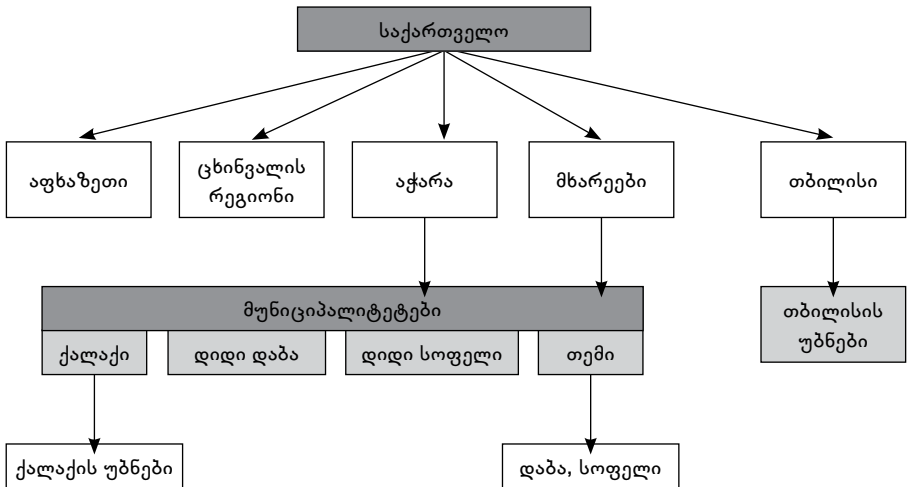 საქართველო
აფხაზეთი
ცხინვალის
რეგიონი
აჭარა
მხარეები
თბილისი
მუნიციპალიტეტები
თბილისის
უბნები
ქალაქი
დიდი დაბა
დიდი სოფელი
თემი
ქალაქის უბნები
დაბა, სოფელი